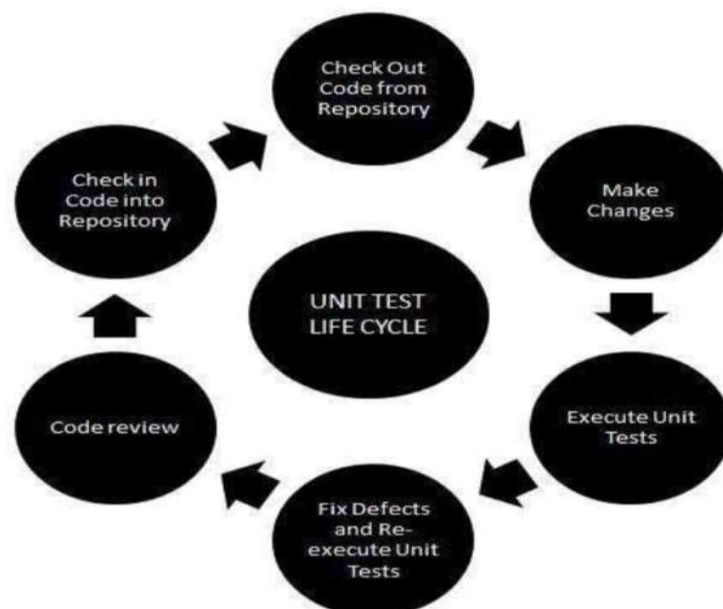 Check Out
Code from
Repository
Make
Changes
Execute Unit
Tests
Fix Defects
and Re-
execute Unit
Tests
Code review
Check in
Code into
Repository
UNIT TEST
LIFE CYCLE